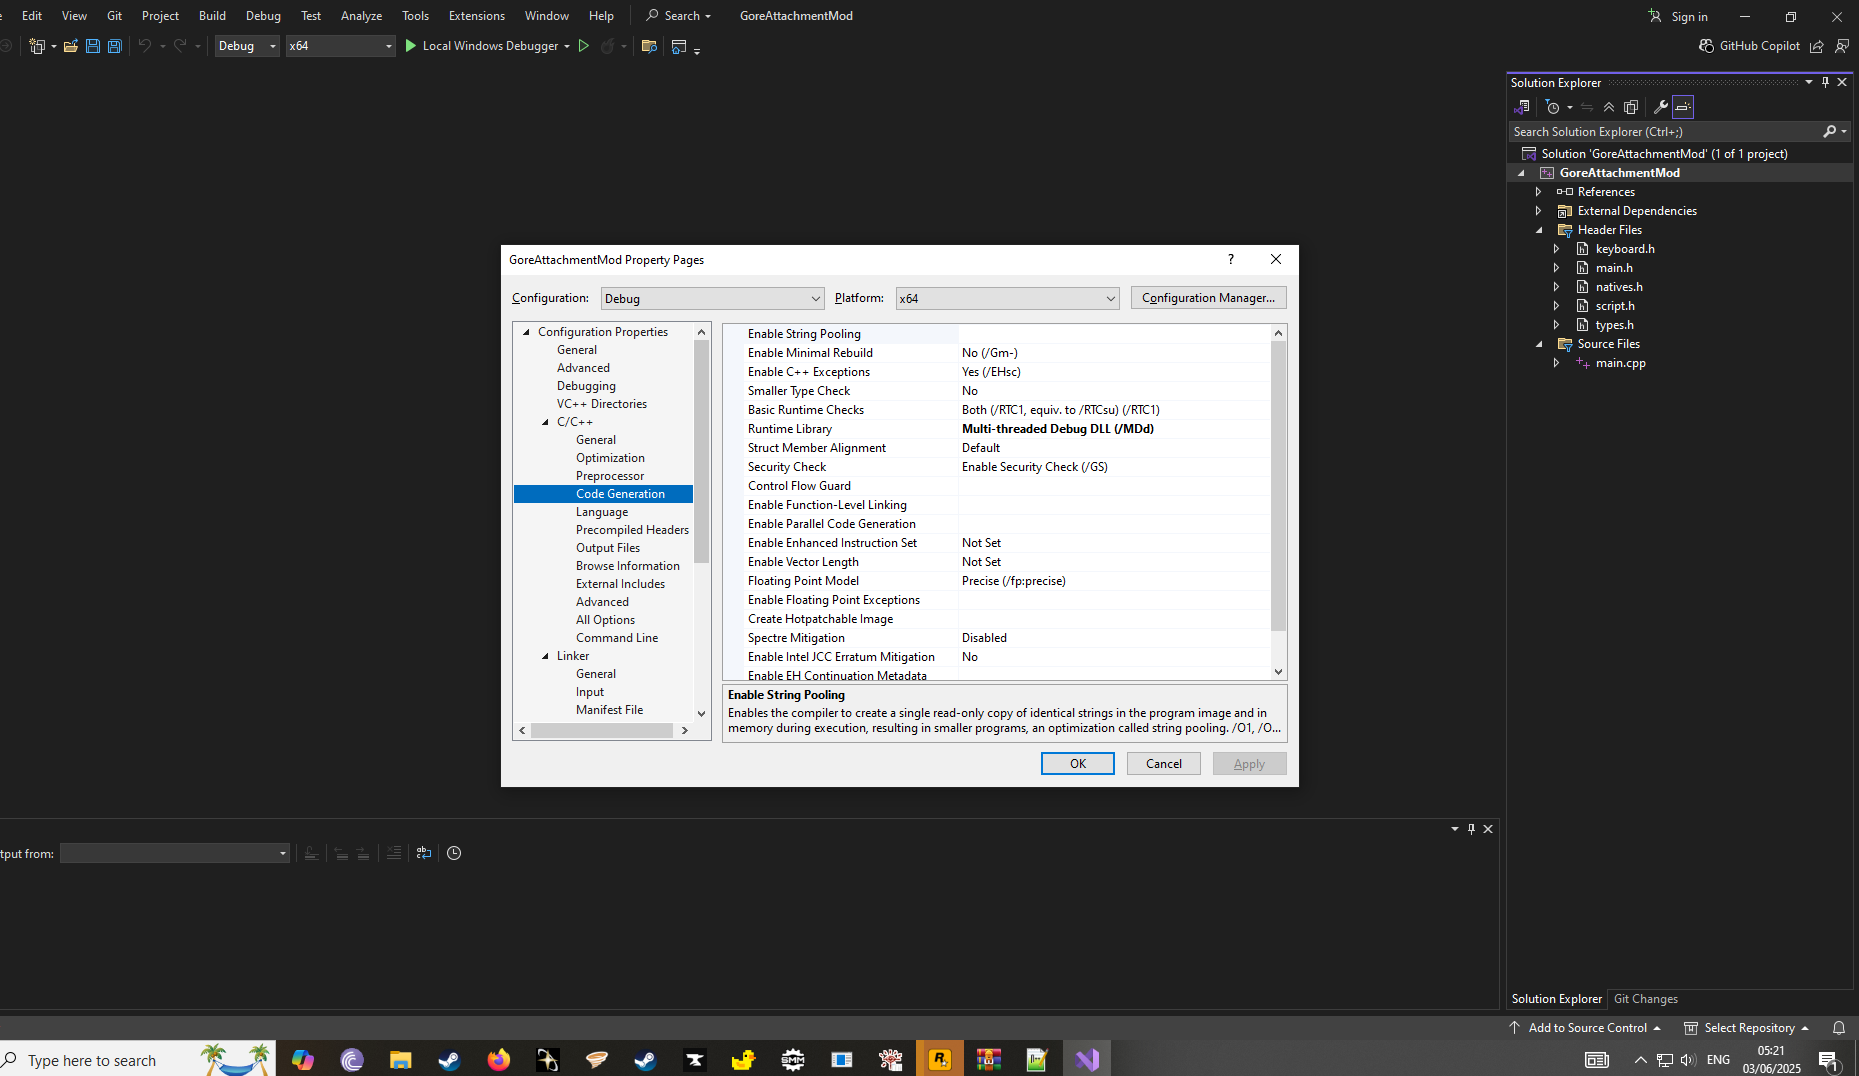 Edit View Git Project Build Debug Test Analyze Tools Extensions Window Help Search GoreAttachmentMod Sign in
Debug x64 Local Windows Debugger GitHub Copilot
Solution Explorer
Search Solution Explorer (Ctrl+;)
Solution 'GoreAttachmentMod' (1 of 1 project)
GoreAttachmentMod
References
External Dependencies
Header Files
keyboard.h
main.h
natives.h
script.h
types.h
Source Files
main.cpp
GoreAttachmentMod Property Pages ?
Configuration: Debug Platform: x64 Configuration Manager...
Configuration Properties
General
Advanced
Debugging
VC++ Directories
C/C++
General
Optimization
Preprocessor
Code Generation
Language
Precompiled Headers
Output Files
Browse Information
External Includes
Advanced
All Options
Command Line
Linker
General
Input
Manifest File
Enable String Pooling
Enable Minimal Rebuild No (/Gm-)
Enable C++ Exceptions Yes (/EHsc)
Smaller Type Check No
Basic Runtime Checks Both (/RTC1, equiv. to /RTCsu) (/RTC1)
Runtime Library Multi-threaded Debug DLL (/MDd)
Struct Member Alignment Default
Security Check Enable Security Check (/GS)
Control Flow Guard
Enable Function-Level Linking
Enable Parallel Code Generation
Enable Enhanced Instruction Set Not Set
Enable Vector Length Not Set
Floating Point Model Precise (/fp:precise)
Enable Floating Point Exceptions
Create Hotpatchable Image
Spectre Mitigation Disabled
Enable Intel JCC Erratum Mitigation No
Enable EH Continuation Metadata
Enable String Pooling
Enables the compiler to create a single read-only copy of identical strings in the program image and in
memory during execution, resulting in smaller programs, an optimization called string pooling. /O1, /O...
OK Cancel Apply
tput from:
Solution Explorer Git Changes
Add to Source Control Select Repository
Type here to search
SMM
R
ENG
05:21
03/06/2025
1